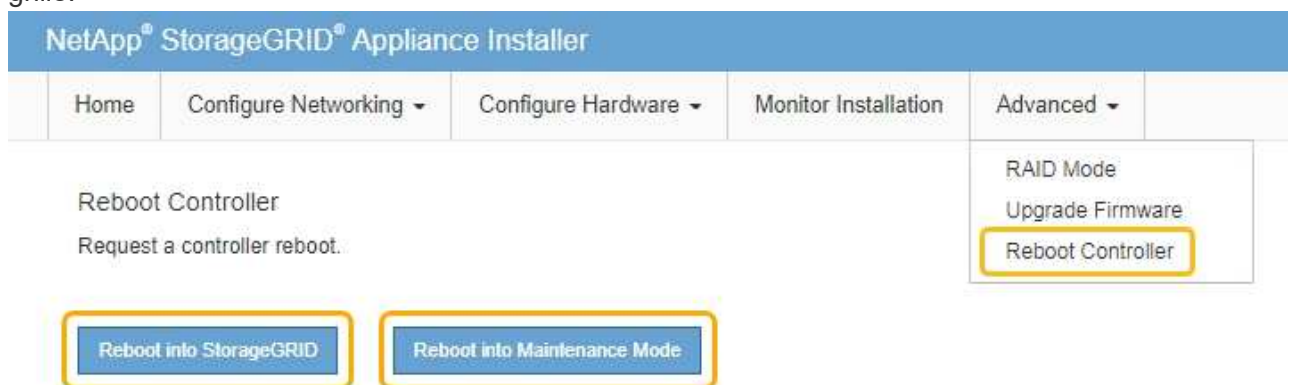 grille.
NetApp® StorageGRID® Appliance Installer
Home Configure Networking Configure Hardware Monitor Installation Advanced
RAID Mode
Upgrade Firmware
Reboot Controller
Reboot Controller
Request a controller reboot.
Reboot into StorageGRID Reboot into Maintenance Mode